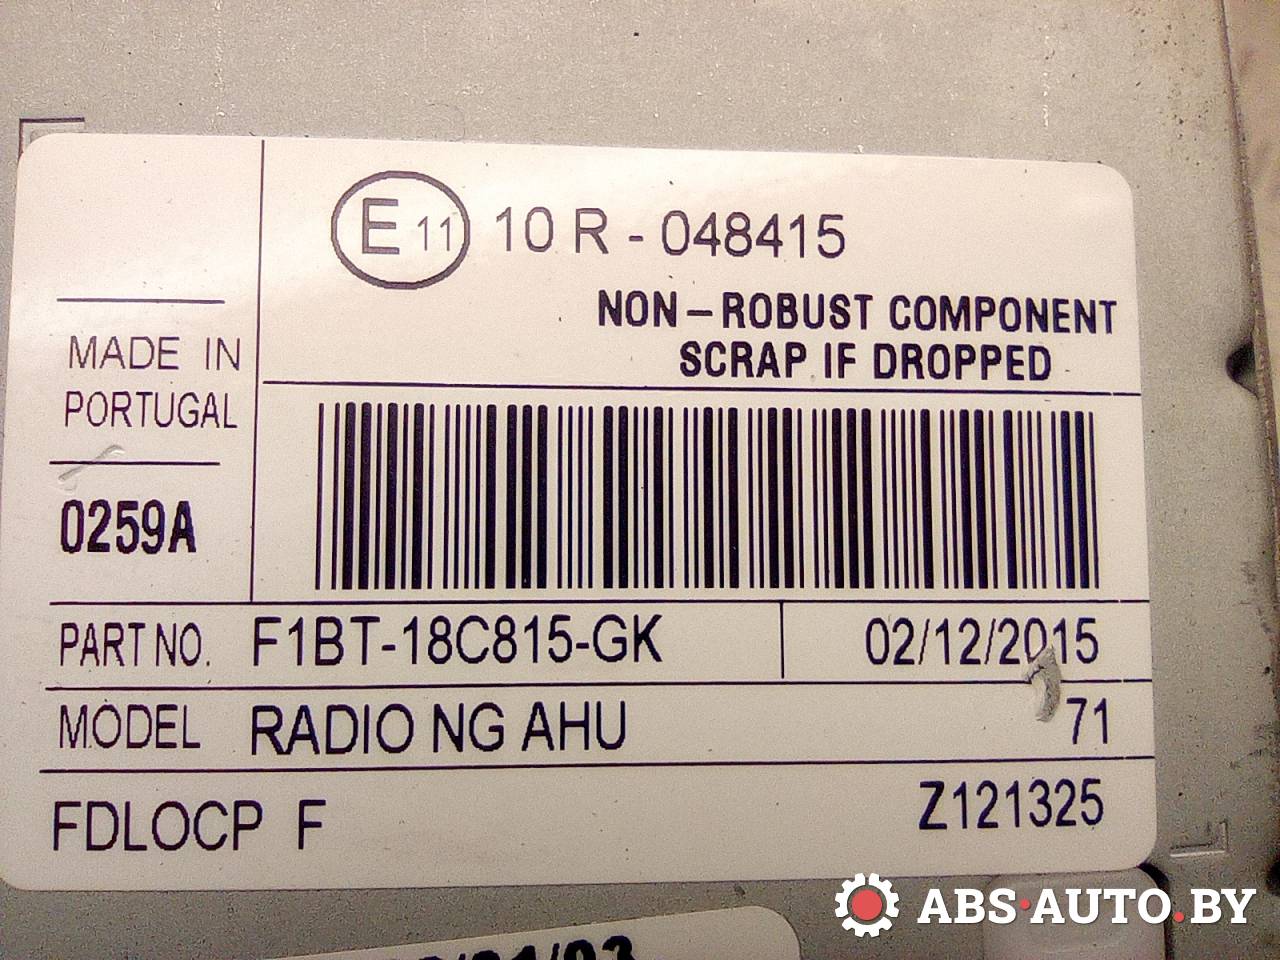 E 11 10 R - 048415
NON-ROBUST COMPONENT
SCRAP IF DROPPED
MADE IN
PORTUGAL
0259A
PART NO. F1BT-18C815-GK 02/12/2015
MODEL RADIO NG AHU 71
FDLOCP F Z121325
ABS·AUTO.BY